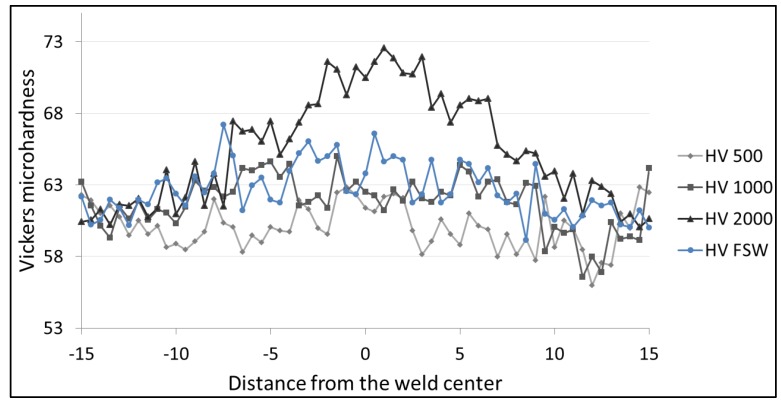 Vickers microhardness
73
68
63
58
53
-15
-10
-5
0
5
10
15
Distance from the weld center
HV 500
HV 1000
HV 2000
HV FSW